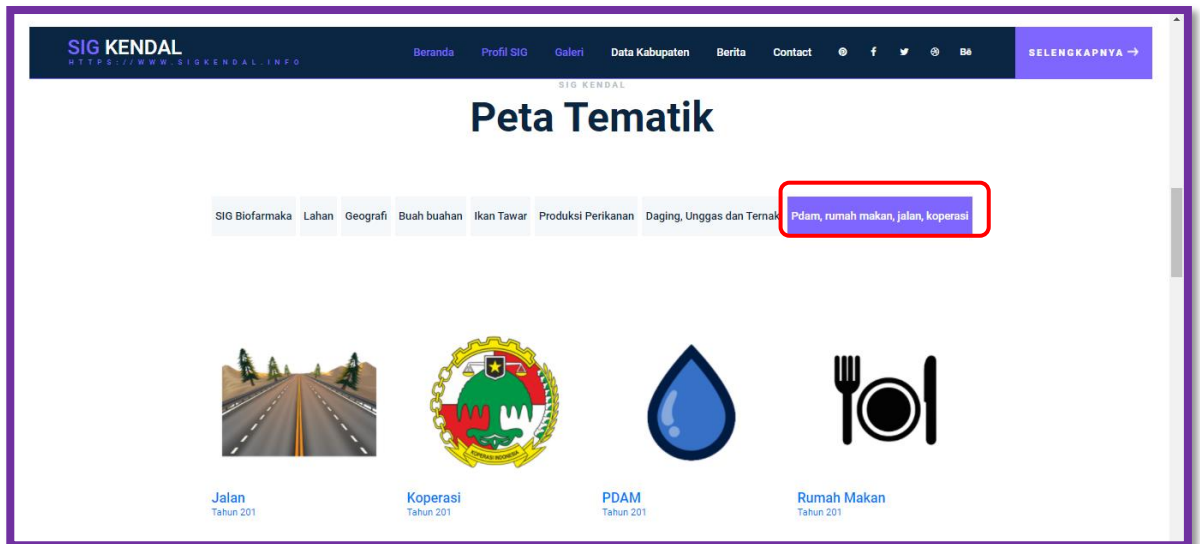 SIG KENDAL
HTTPS://WWW.SIGKENDAL.INFO
Beranda Profil SIG Galeri Data Kabupaten Berita Contact
SELENGKAPNYA →
SIG KENDAL
Peta Tematik
SIG Biofarmaka Lahan Geografi Buah buahan Ikan Tawar Produksi Perikanan Daging, Unggas dan Ternak Pdam, rumah makan, jalan, koperasi
KOPERASI INDONESIA
Jalan Koperasi PDAM Rumah Makan
Tahun 201 Tahun 201 Tahun 201 Tahun 201